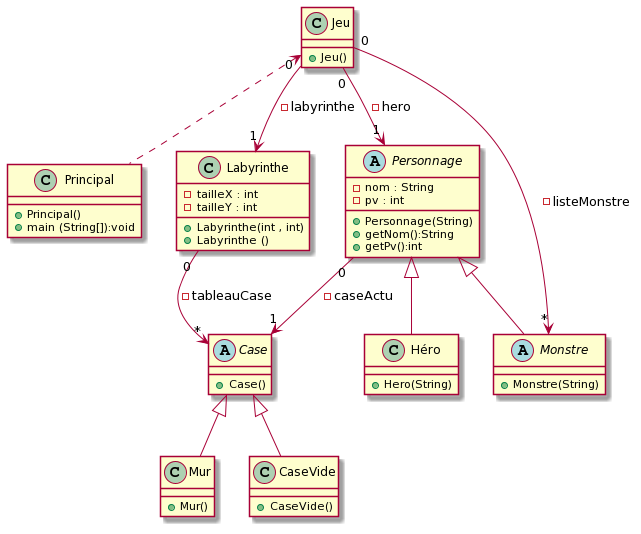 C Jeu
Jeu()
0
0
0
labyrinthe
hero
1
1
C Principal
Principal()
main (String[]):void
C Labyrinthe
tailleX : int
tailleY : int
Labyrinthe(int , int)
Labyrinthe ()
A Personnage
nom : String
pv : int
Personnage(String)
getNom():String
getPv():int
listeMonstre
0
0
tableauCase
caseActu
*
1
*
A Case
Case()
C Héro
Hero(String)
A Monstre
Monstre(String)
C Mur
Mur()
C CaseVide
CaseVide()